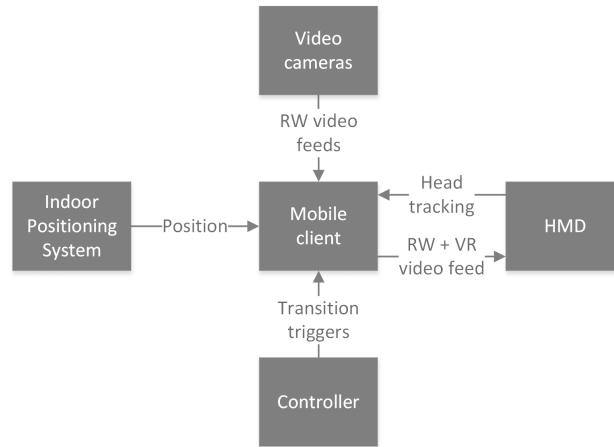 Video
cameras
RW video
feeds
Indoor
Positioning
System
Position
Mobile
client
Head
tracking
RW + VR
video feed
HMD
Transition
triggers
Controller